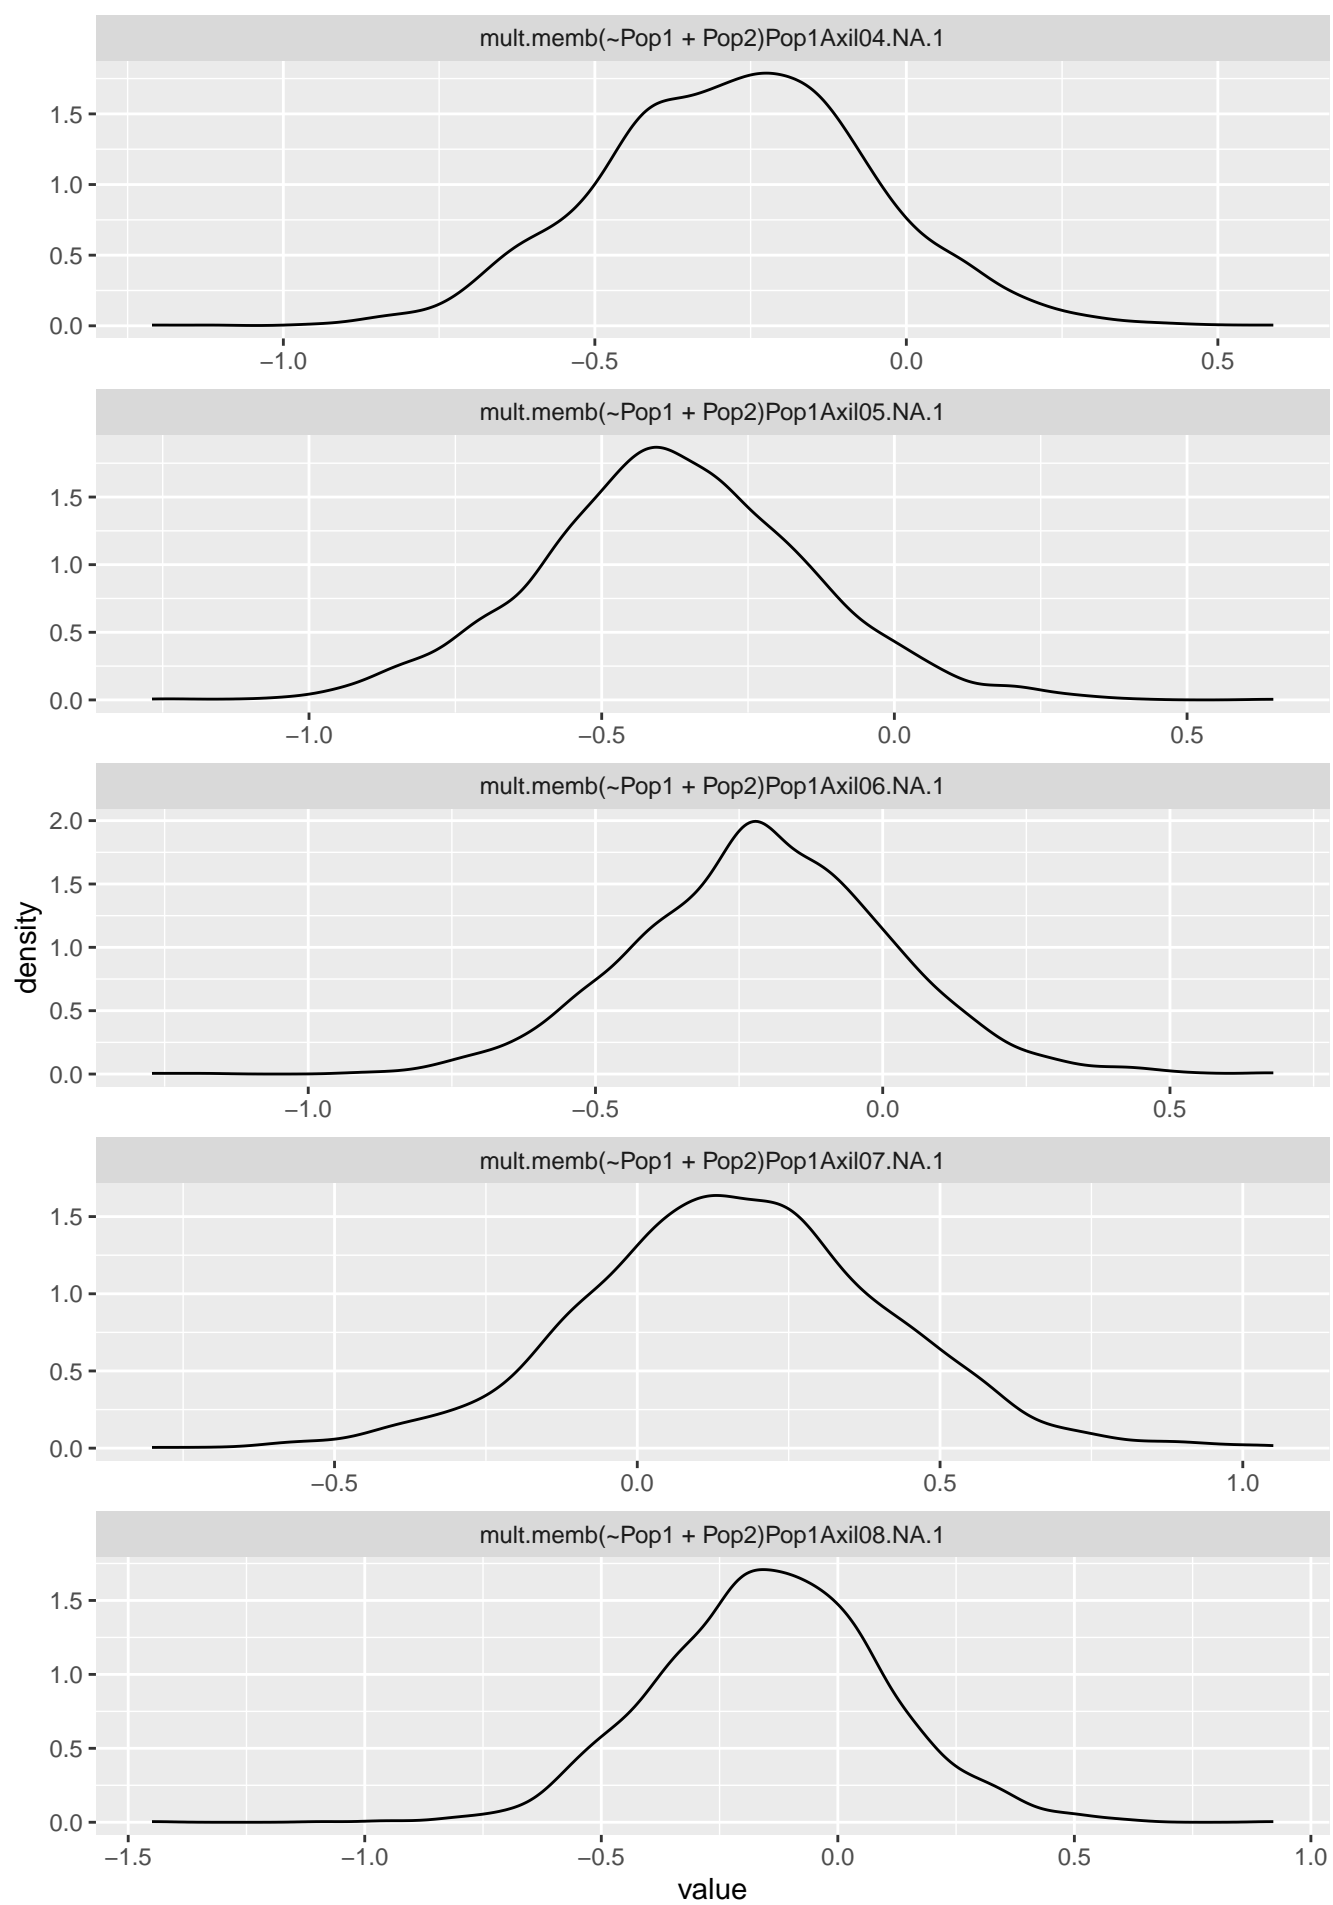 mult.memb(~Pop1 + Pop2)Pop1Axil04.NA.1
1.5
1.0
0.5
0.0
−1.0 −0.5 0.0 0.5
mult.memb(~Pop1 + Pop2)Pop1Axil05.NA.1
1.5
1.0
0.5
0.0
−1.0 −0.5 0.0 0.5
mult.memb(~Pop1 + Pop2)Pop1Axil06.NA.1
2.0
1.5
1.0
0.5
0.0
−1.0 −0.5 0.0 0.5
density
mult.memb(~Pop1 + Pop2)Pop1Axil07.NA.1
1.5
1.0
0.5
0.0
−0.5 0.0 0.5 1.0
mult.memb(~Pop1 + Pop2)Pop1Axil08.NA.1
1.5
1.0
0.5
0.0
−1.5 −1.0 −0.5 0.0 0.5 1.0
value